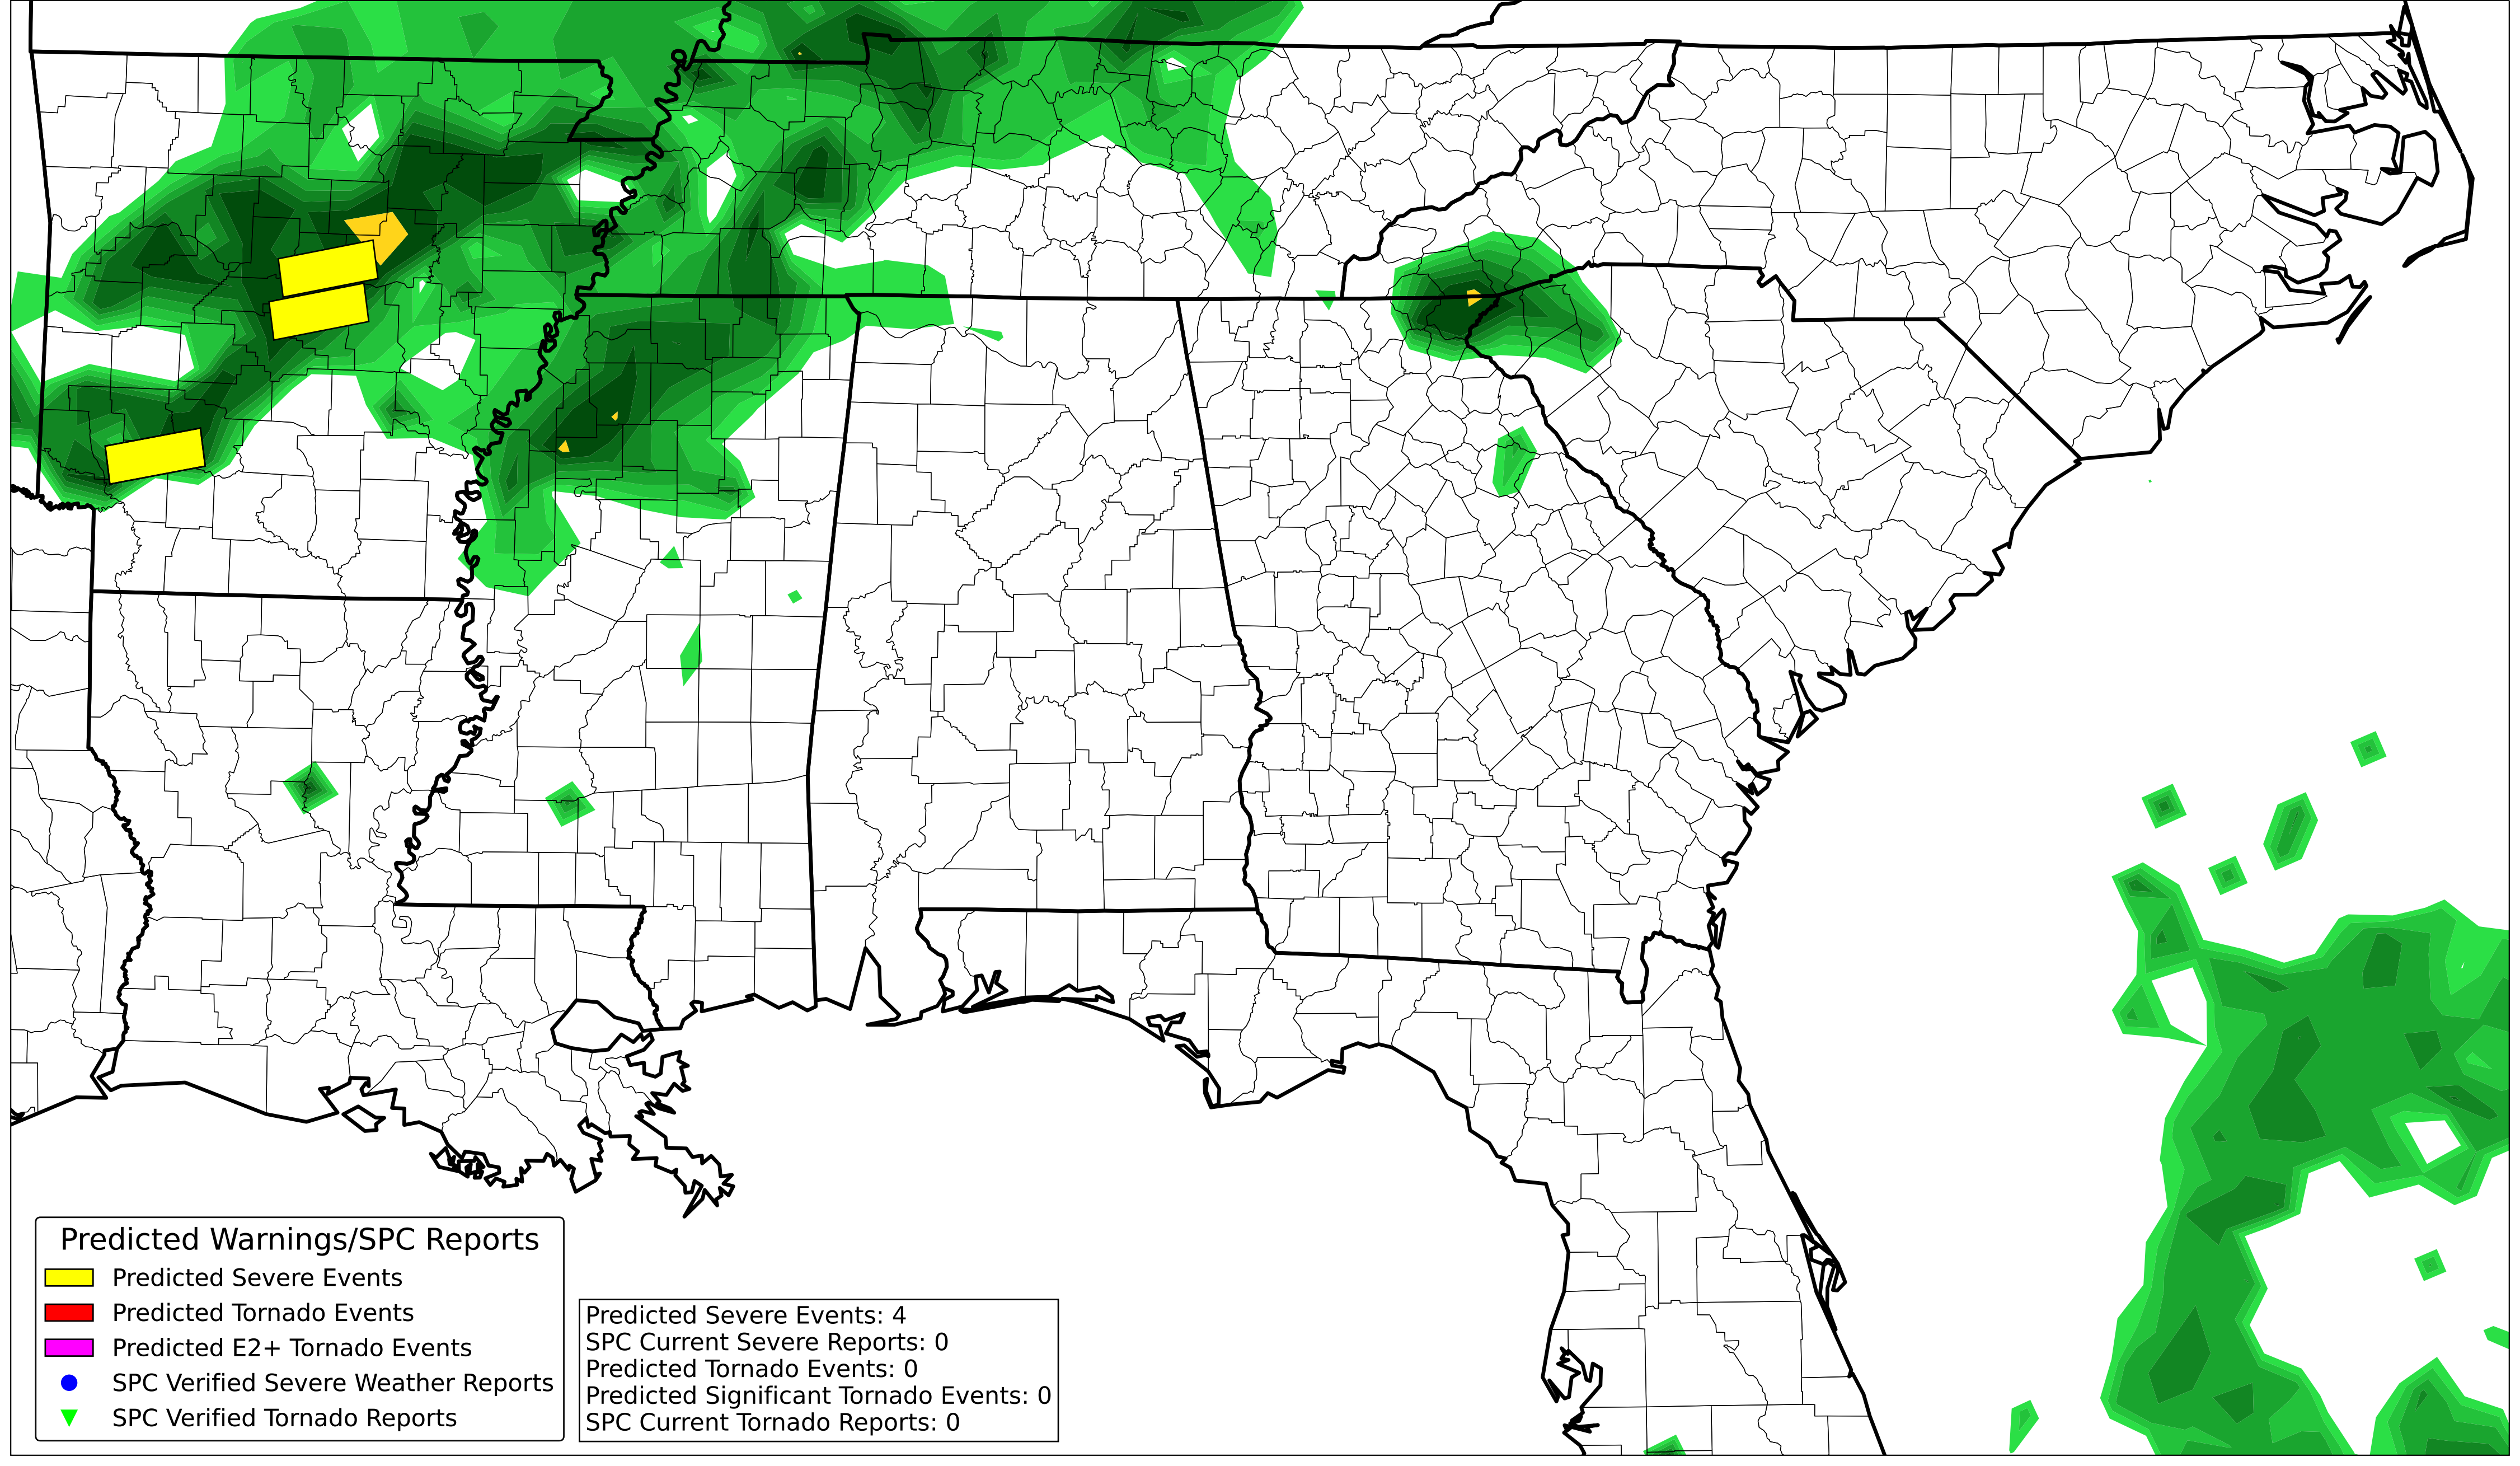 Predicted Warnings/SPC Reports
Predicted Severe Events
Predicted Tornado Events
Predicted E2+ Tornado Events
SPC Verified Severe Weather Reports
SPC Verified Tornado Reports
Predicted Severe Events: 4
SPC Current Severe Reports: 0
Predicted Tornado Events: 0
Predicted Significant Tornado Events: 0
SPC Current Tornado Reports: 0